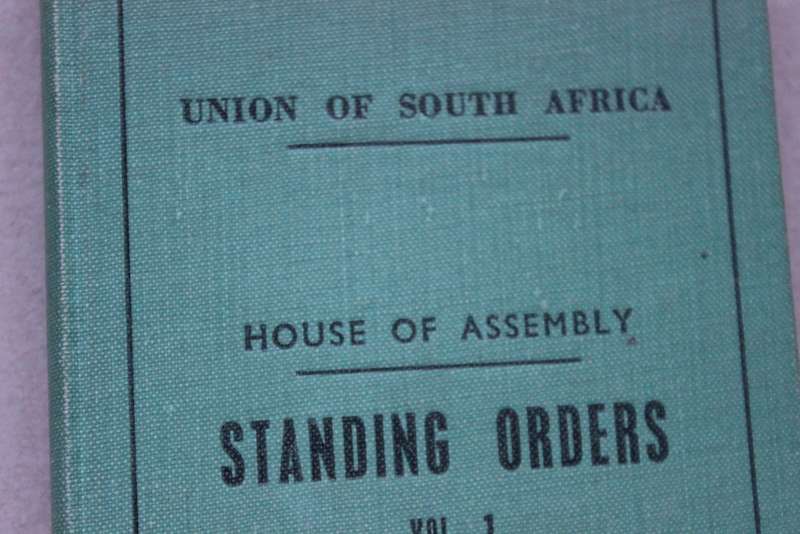 UNION OF SOUTH AFRICA
HOUSE OF ASSEMBLY
STANDING ORDERS
VOL. 1